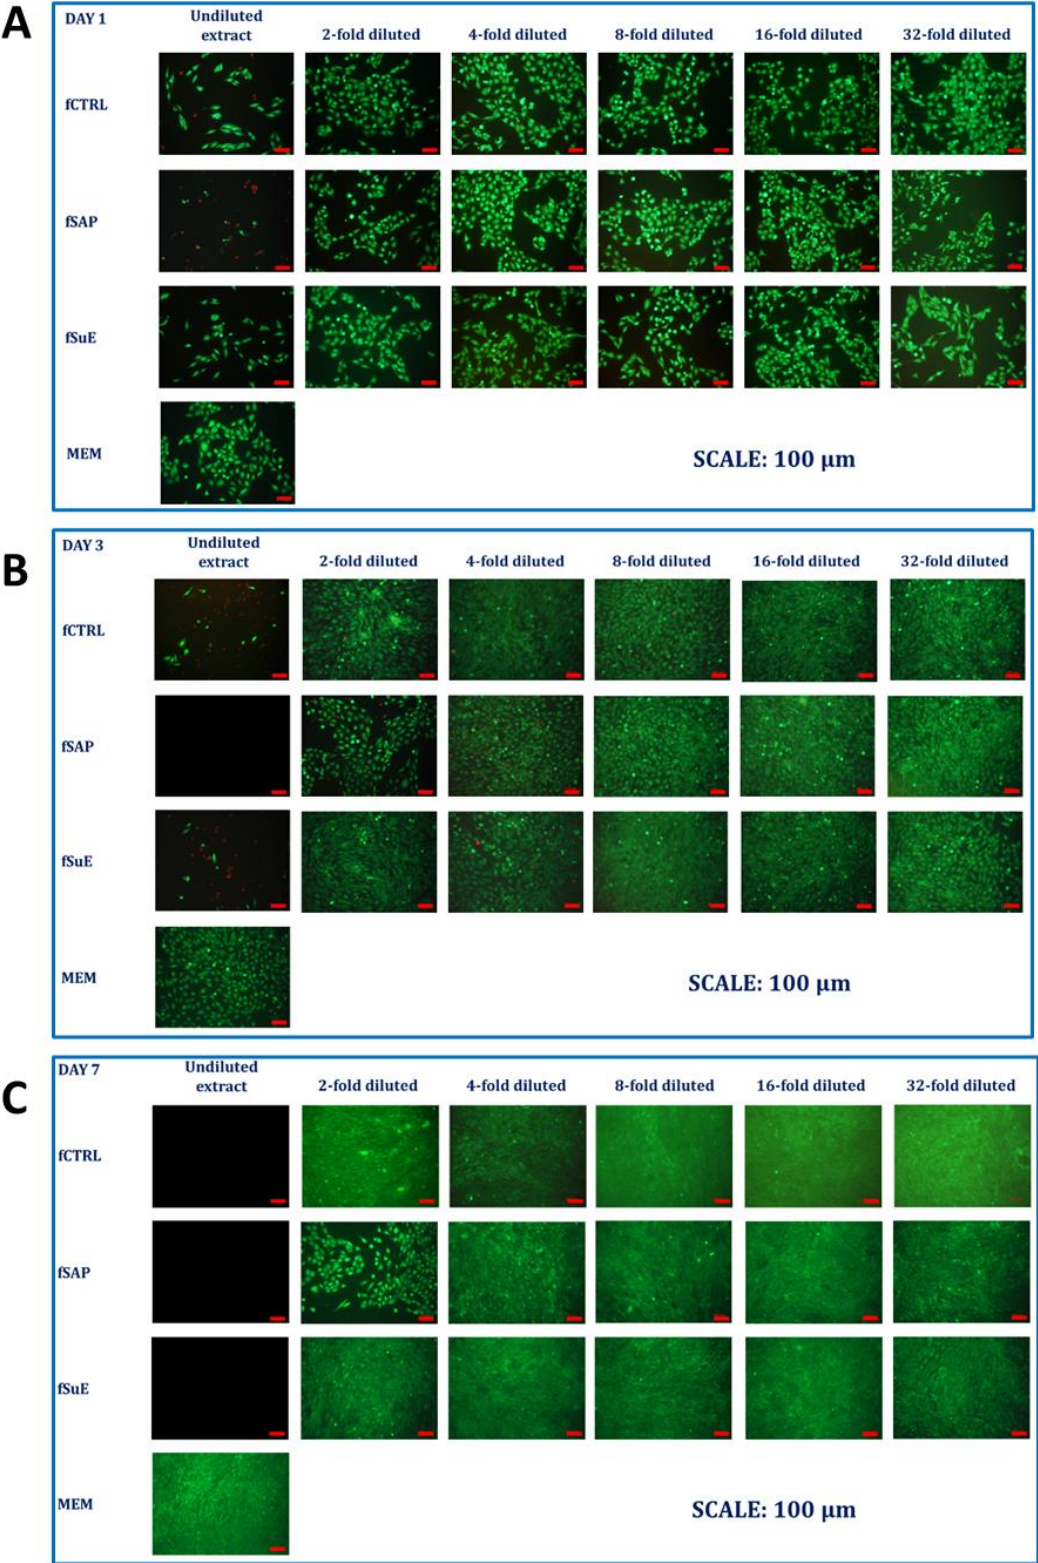 A
DAY 1
Undiluted
extract
2-fold diluted
4-fold diluted
8-fold diluted
16-fold diluted
32-fold diluted
fCTRL
fSAP
fSuE
MEM
SCALE: 100 μm
B
DAY 3
Undiluted
extract
2-fold diluted
4-fold diluted
8-fold diluted
16-fold diluted
32-fold diluted
fCTRL
fSAP
fSuE
MEM
SCALE: 100 μm
C
DAY 7
Undiluted
extract
2-fold diluted
4-fold diluted
8-fold diluted
16-fold diluted
32-fold diluted
fCTRL
fSAP
fSuE
MEM
SCALE: 100 μm